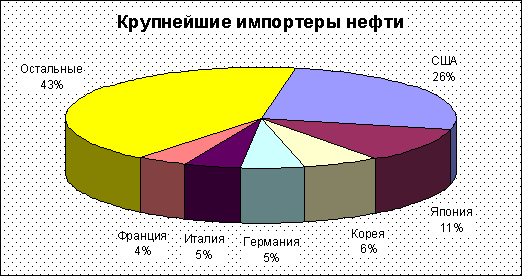 Крупнейшие импортеры нефти
США
26%
Остальные
43%
Япония
11%
Корея
6%
Германия
5%
Италия
5%
Франция
4%